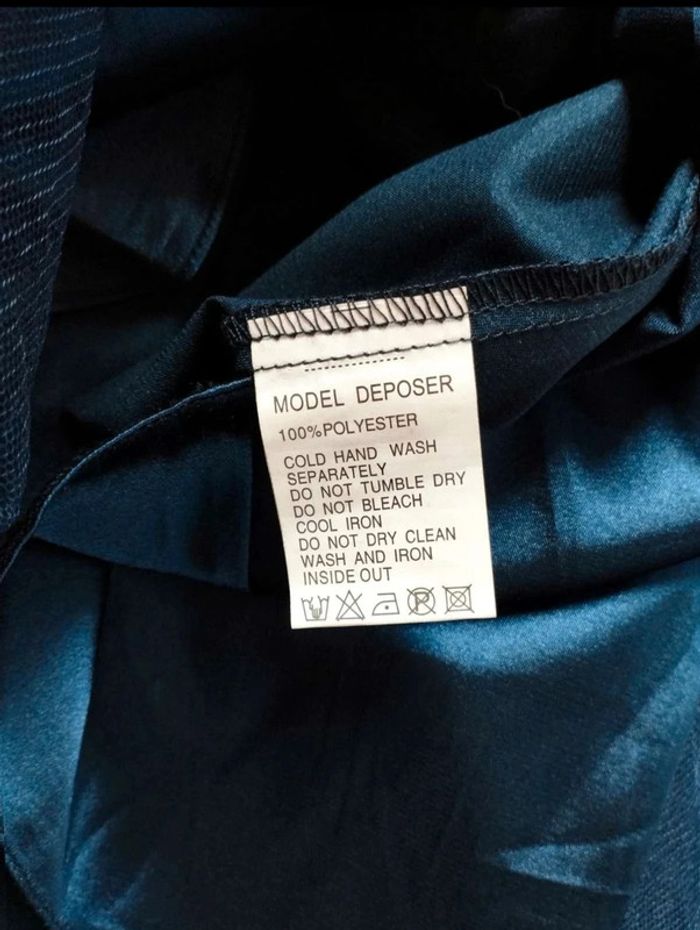 MODEL DEPOSER
100%POLYESTER
COLD HAND WASH
SEPARATELY
DO NOT TUMBLE DRY
DO NOT BLEACH
COOL IRON
DO NOT DRY CLEAN
WASH AND IRON
INSIDE OUT
P